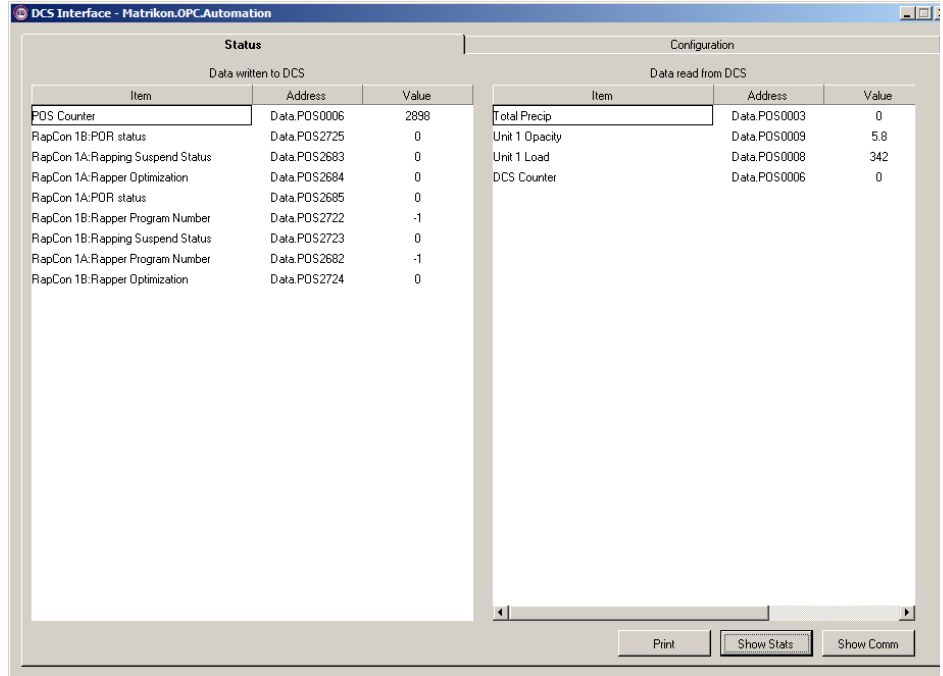 DCS Interface - Matrikon.OPC.Automation
Status Configuration
Data written to DCS Data read from DCS
Item Address Value Item Address Value
POS Counter Data.POS0006 2898 Total Precip Data.POS0003 0
RapCon 1B:POR status Data.POS2725 0 Unit 1 Opacity Data.POS0009 5.8
RapCon 1A:Rapping Suspend Status Data.POS2683 0 Unit 1 Load Data.POS0008 342
RapCon 1A:Rapper Optimization Data.POS2684 0 DCS Counter Data.POS0006 0
RapCon 1A:POR status Data.POS2685 0
RapCon 1B:Rapper Program Number Data.POS2722 -1
RapCon 1B:Rapping Suspend Status Data.POS2723 0
RapCon 1A:Rapper Program Number Data.POS2682 -1
RapCon 1B:Rapper Optimization Data.POS2724 0
Print Show Stats Show Comm